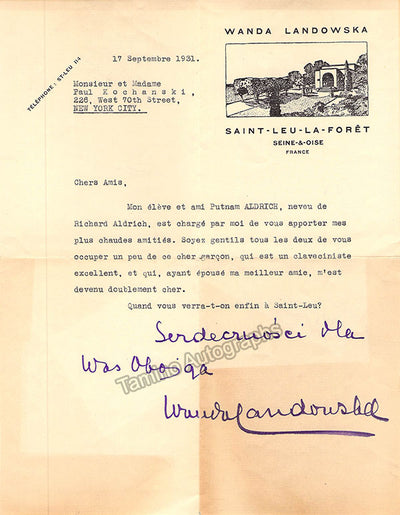 WANDA LANDOWSKA
17 Septembre 1931.
TÉLÉPHONE: ST-LEU 114
Monsieur et Madame
Paul Kochanski,
226, West 70th Street,
NEW YORK CITY.
SAINT-LEU-LA-FORÊT
SEINE-&-OISE
FRANCE
Chers Amis,
Mon élève et ami Putnam ALDRICH, neveu de
Richard Aldrich, est chargé par moi de vous apporter mes
plus chaudes amitiés. Soyez gentils tous les deux de vous
occuper un peu de ce cher garçon, qui est un claveciniste
excellent, et qui, ayant épousé ma meilleur amie, m'est
devenu doublement cher.
Quand vous verra-t-on enfin à Saint-Leu?
Serdeczności dla
Was Obojga
Tamino Autographs
Wanda Landowska